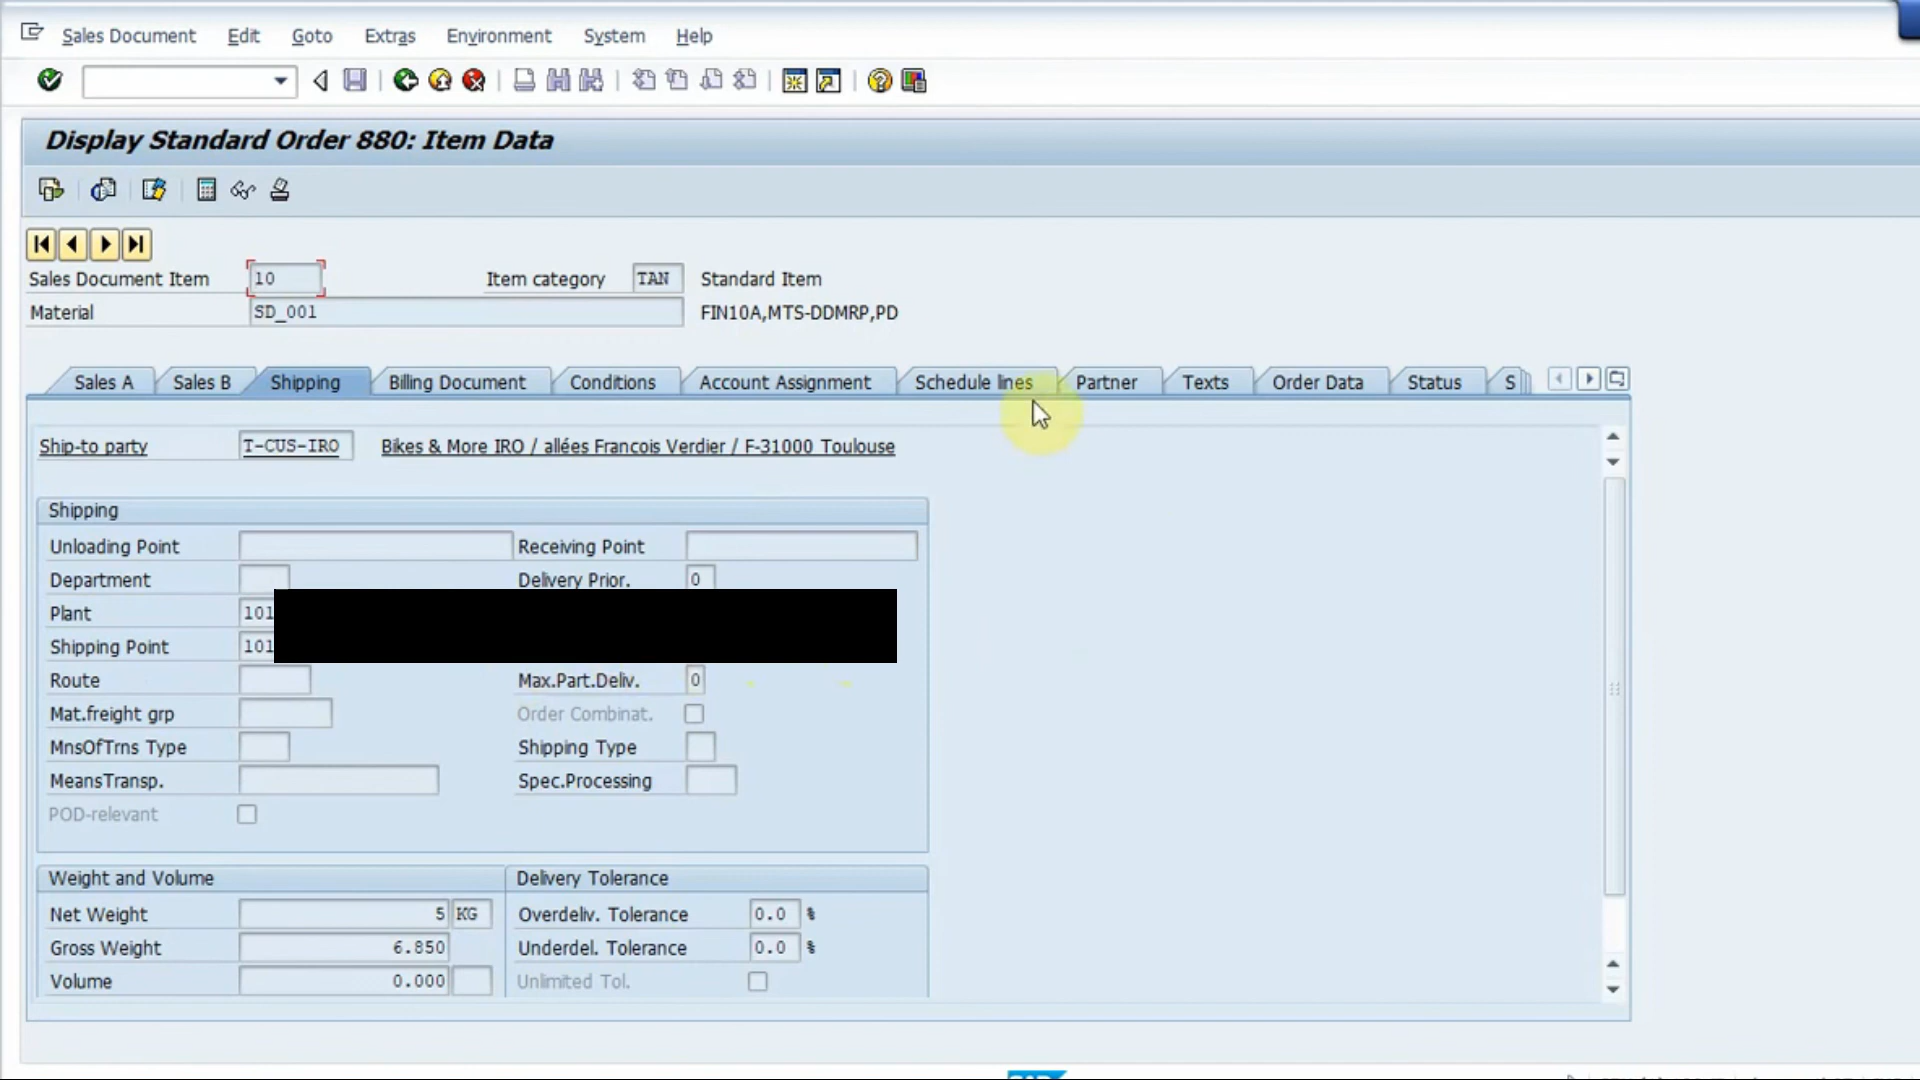 Sales Document Edit Goto Extras Environment System Help
Display Standard Order 880: Item Data
Sales Document Item 10 Item category TAN Standard Item
Material SD_001 FIN10A,MTS-DDMRP,PD
Sales A Sales B Shipping Billing Document Conditions Account Assignment Schedule lines Partner Texts Order Data Status S
Ship-to party T-CUS-IRO Bikes & More IRO / allées Francois Verdier / F-31000 Toulouse
Shipping
Unloading Point Receiving Point
Department Delivery Prior. 0
Plant 101
Shipping Point 101
Route Max.Part.Deliv. 0
Mat.freight grp Order Combinat.
MnsOfTrns Type Shipping Type
MeansTransp. Spec.Processing
POD-relevant
Weight and Volume Delivery Tolerance
Net Weight 5 KG Overdeliv. Tolerance 0.0 %
Gross Weight 6.850 Underdel. Tolerance 0.0 %
Volume 0.000 Unlimited Tol.